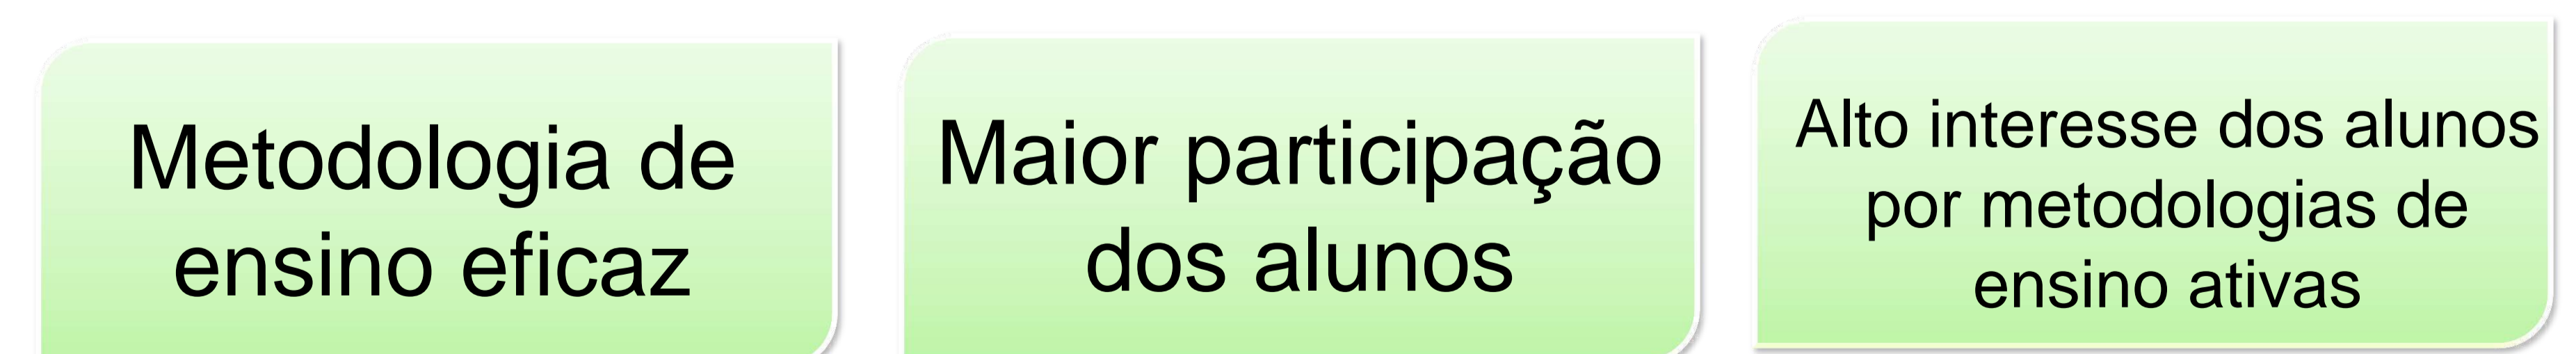 Metodologia de
ensino eficaz
Maior participação
dos alunos
Alto interesse dos alunos
por metodologias de
ensino ativas